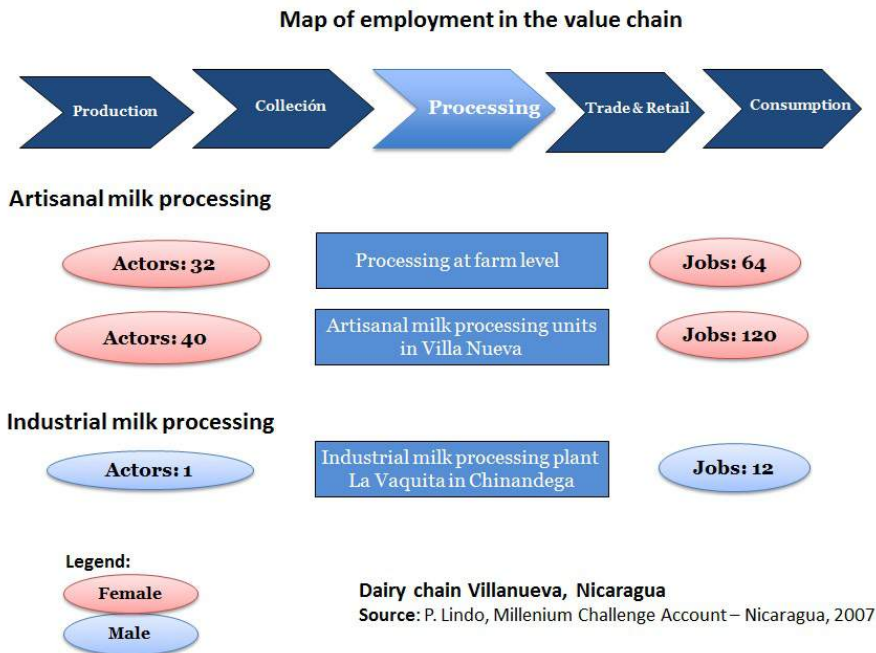 Map of employment in the value chain
Production
Colleción
Processing
Trade & Retail
Consumption
Artisanal milk processing
Actors: 32
Processing at farm level
Jobs: 64
Actors: 40
Artisanal milk processing units
in Villa Nueva
Jobs: 120
Industrial milk processing
Actors: 1
Industrial milk processing plant
La Vaquita in Chinandega
Jobs: 12
Legend:
Female
Male
Dairy chain Villanueva, Nicaragua
Source: P. Lindo, Millenium Challenge Account – Nicaragua, 2007